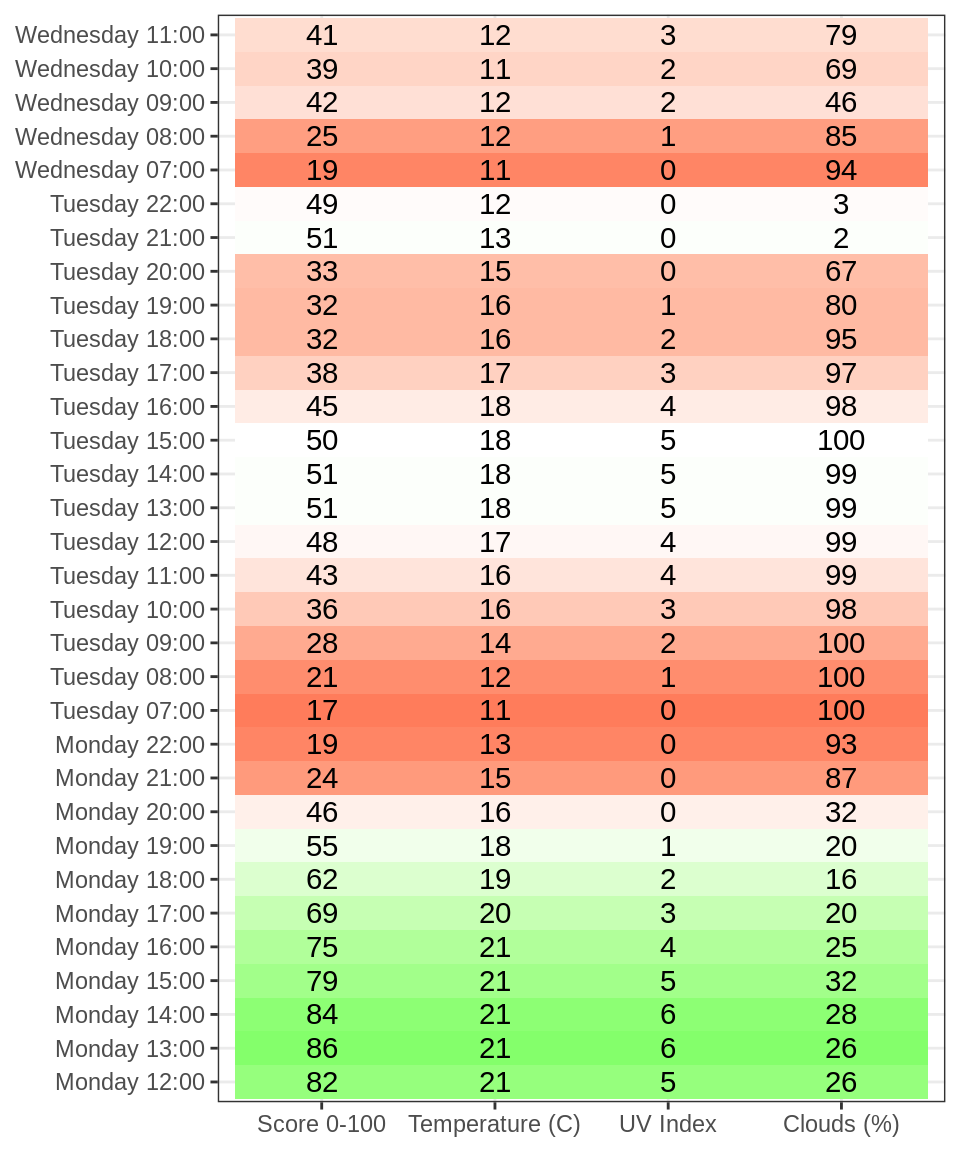 Wednesday 11:00 41 12 3 79
Wednesday 10:00 39 11 2 69
Wednesday 09:00 42 12 2 46
Wednesday 08:00 25 12 1 85
Wednesday 07:00 19 11 0 94
Tuesday 22:00 49 12 0 3
Tuesday 21:00 51 13 0 2
Tuesday 20:00 33 15 0 67
Tuesday 19:00 32 16 1 80
Tuesday 18:00 32 16 2 95
Tuesday 17:00 38 17 3 97
Tuesday 16:00 45 18 4 98
Tuesday 15:00 50 18 5 100
Tuesday 14:00 51 18 5 99
Tuesday 13:00 51 18 5 99
Tuesday 12:00 48 17 4 99
Tuesday 11:00 43 16 4 99
Tuesday 10:00 36 16 3 98
Tuesday 09:00 28 14 2 100
Tuesday 08:00 21 12 1 100
Tuesday 07:00 17 11 0 100
Monday 22:00 19 13 0 93
Monday 21:00 24 15 0 87
Monday 20:00 46 16 0 32
Monday 19:00 55 18 1 20
Monday 18:00 62 19 2 16
Monday 17:00 69 20 3 20
Monday 16:00 75 21 4 25
Monday 15:00 79 21 5 32
Monday 14:00 84 21 6 28
Monday 13:00 86 21 6 26
Monday 12:00 82 21 5 26
Score 0-100 Temperature (C) UV Index Clouds (%)